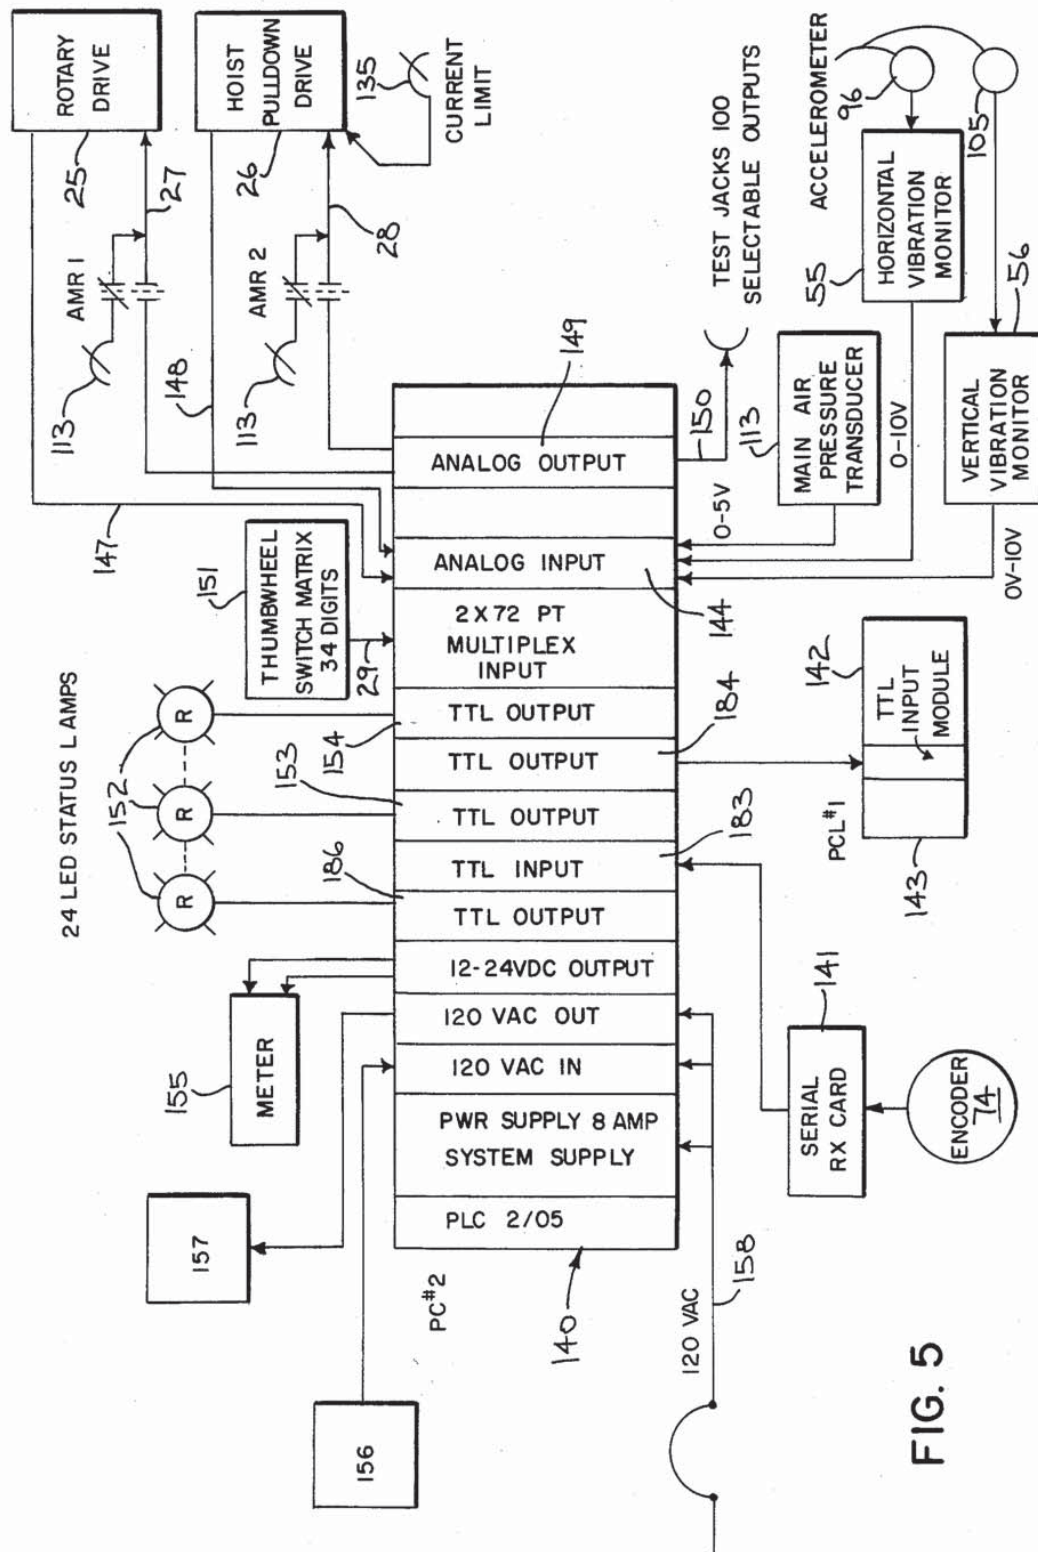 ROTARY
DRIVE
25
27
HOIST
PULLDOWN
DRIVE
26
28
135
CURRENT
LIMIT
AMR 1
113
148
AMR 2
113
147
TEST JACKS 100
SELECTABLE OUTPUTS
150
ACCELEROMETER
96
105
HORIZONTAL
VIBRATION
MONITOR
55
VERTICAL
VIBRATION
MONITOR
56
MAIN AIR
PRESSURE
TRANSDUCER
113
0-5V
0-10V
0V-10V
THUMBWHEEL
SWITCH MATRIX
34 DIGITS
151
29
24 LED STATUS LAMPS
R
R
R
152
ANALOG OUTPUT
149
ANALOG INPUT
144
2 X 72 PT
MULTIPLEX
INPUT
TTL OUTPUT
154
TTL OUTPUT
184
TTL OUTPUT
153
TTL INPUT
183
TTL OUTPUT
186
12-24VDC OUTPUT
120 VAC OUT
120 VAC IN
PWR SUPPLY 8 AMP
SYSTEM SUPPLY
PLC 2/05
PC#2
140
METER
155
157
156
TTL
INPUT
MODULE
142
PCL#1
143
SERIAL
RX CARD
141
ENCODER
74
120 VAC
158
FIG. 5